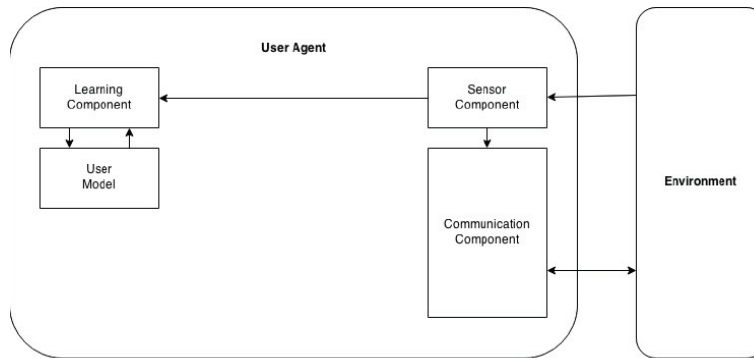 User Agent
Learning
Component
Sensor
Component
User
Model
Communication
Component
Environment